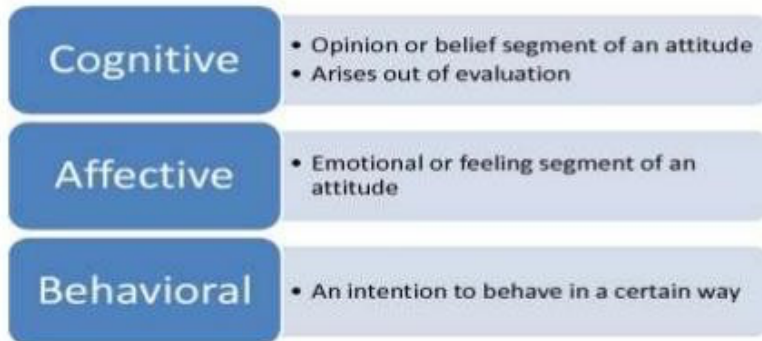 Cognitive
• Opinion or belief segment of an attitude
• Arises out of evaluation
Affective
• Emotional or feeling segment of an
attitude
Behavioral
• An intention to behave in a certain way